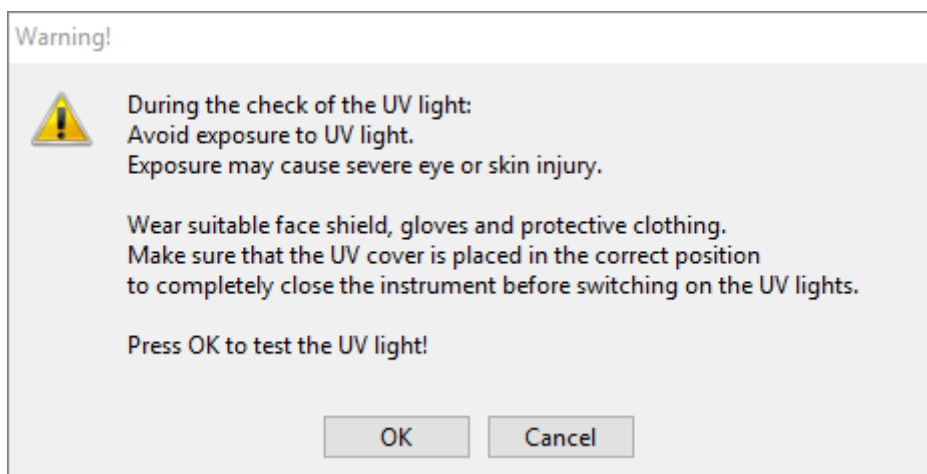 Warning!
During the check of the UV light:
Avoid exposure to UV light.
Exposure may cause severe eye or skin injury.
Wear suitable face shield, gloves and protective clothing.
Make sure that the UV cover is placed in the correct position
to completely close the instrument before switching on the UV lights.
Press OK to test the UV light!
OK
Cancel